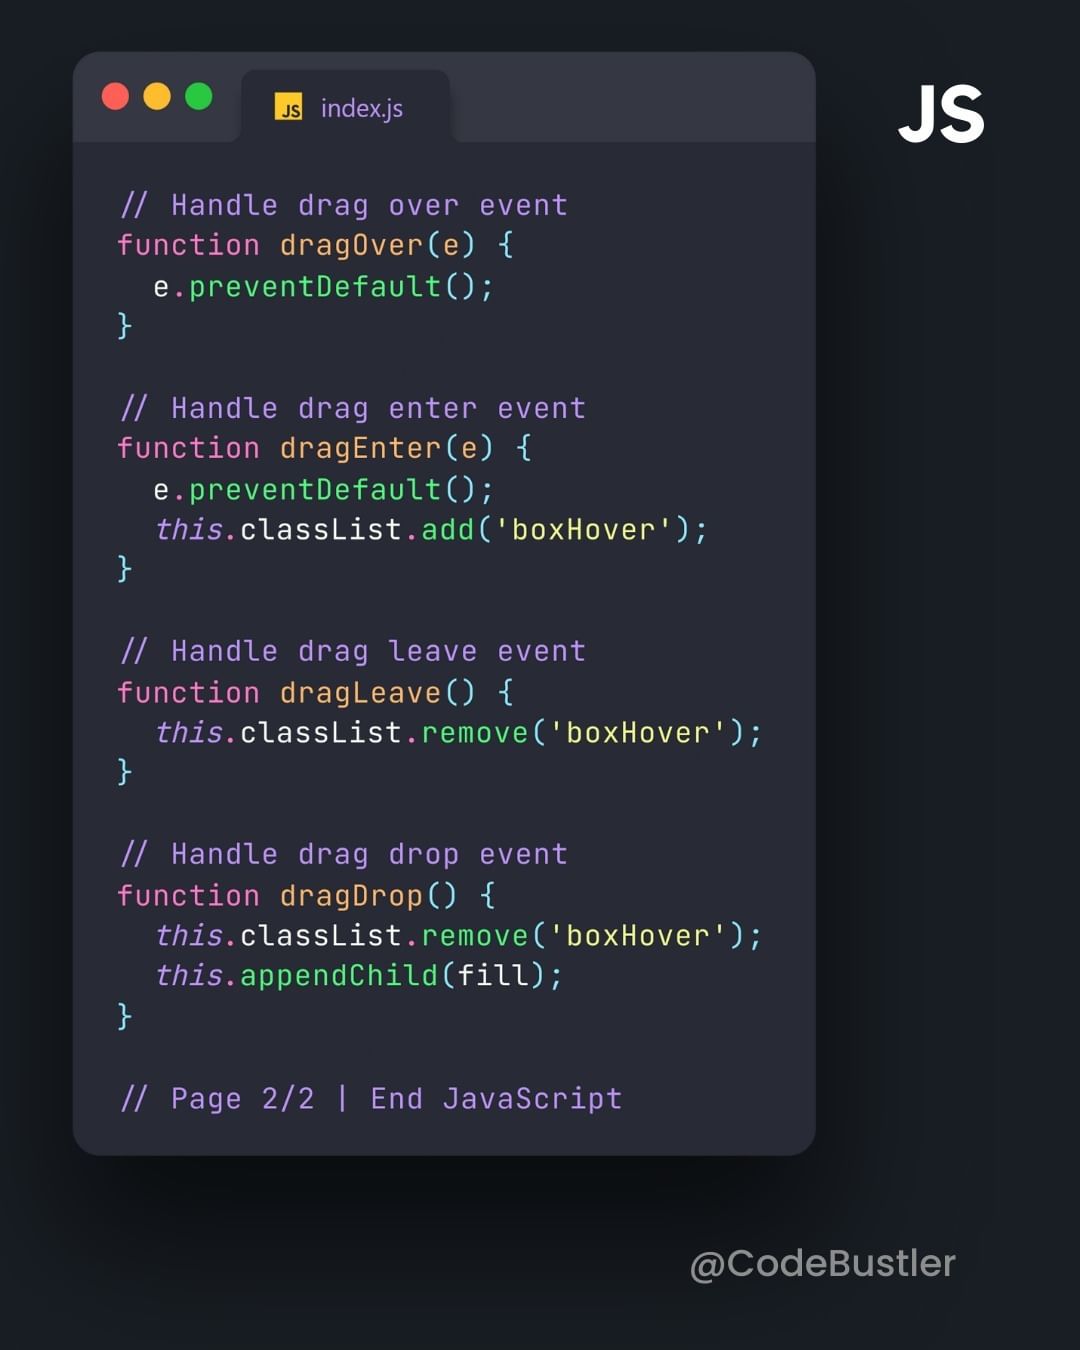 JS index.js
JS
// Handle drag over event
function dragOver(e) {
  e.preventDefault();
}

// Handle drag enter event
function dragEnter(e) {
  e.preventDefault();
  this.classList.add('boxHover');
}

// Handle drag leave event
function dragLeave() {
  this.classList.remove('boxHover');
}

// Handle drag drop event
function dragDrop() {
  this.classList.remove('boxHover');
  this.appendChild(fill);
}

// Page 2/2 | End JavaScript
@CodeBustler